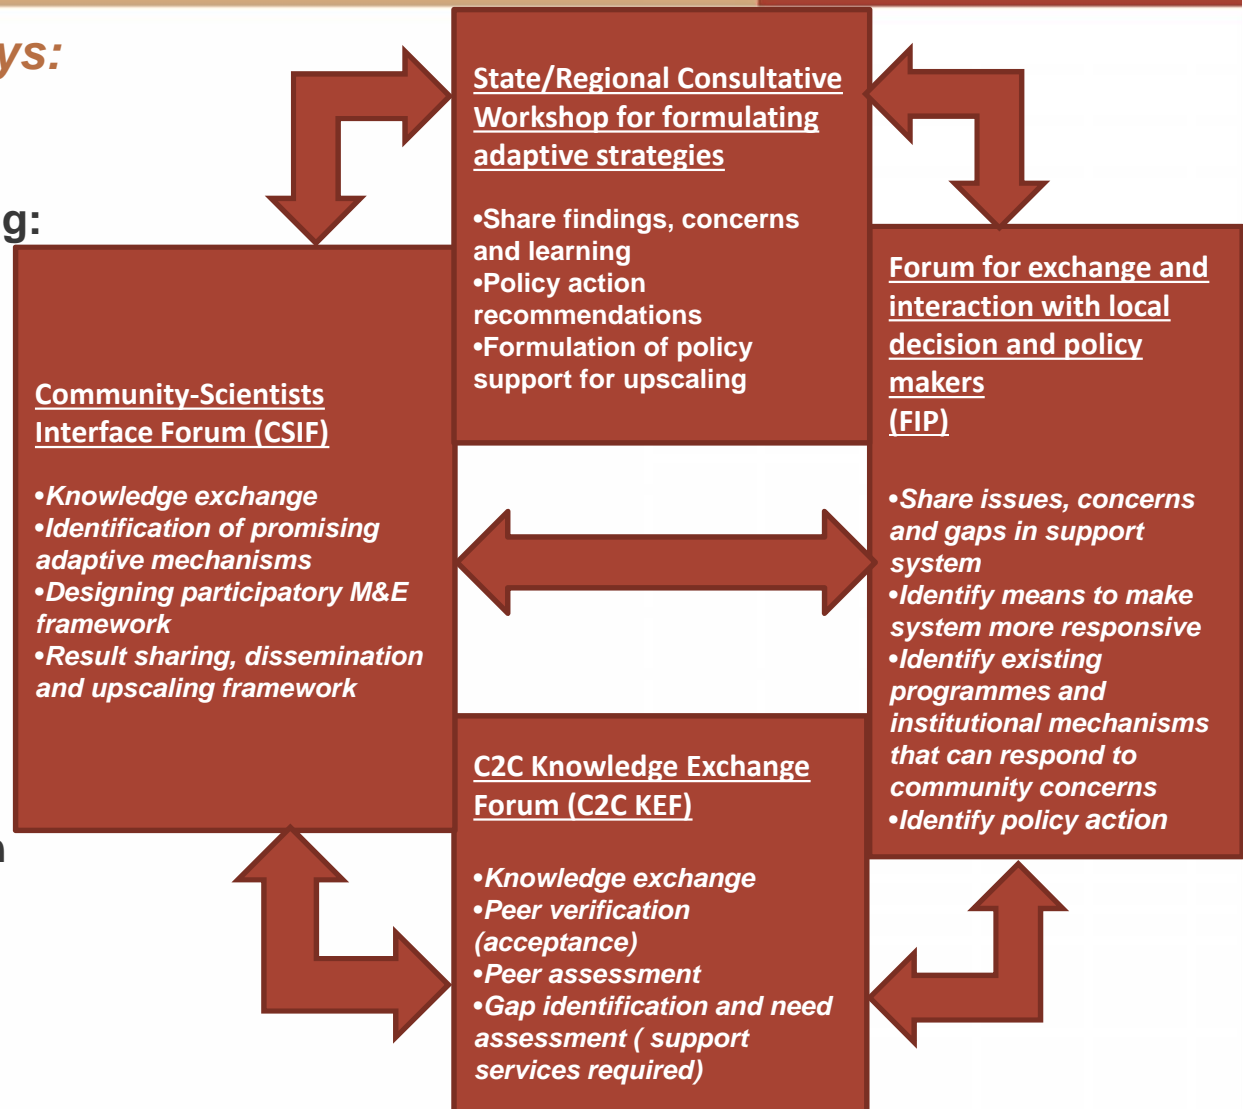 ys:
g:
State/Regional Consultative
Workshop for formulating
adaptive strategies
•Share findings, concerns
and learning
•Policy action
recommendations
•Formulation of policy
support for upscaling
Community-Scientists
Interface Forum (CSIF)
•Knowledge exchange
•Identification of promising
adaptive mechanisms
•Designing participatory M&E
framework
•Result sharing, dissemination
and upscaling framework
Forum for exchange and
interaction with local
decision and policy
makers
(FIP)
•Share issues, concerns
and gaps in support
system
•Identify means to make
system more responsive
•Identify existing
programmes and
institutional mechanisms
that can respond to
community concerns
•Identify policy action
C2C Knowledge Exchange
Forum (C2C KEF)
•Knowledge exchange
•Peer verification
(acceptance)
•Peer assessment
•Gap identification and need
assessment ( support
services required)